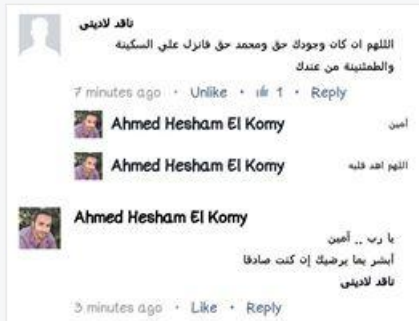 ناقد لاديني
اللهم ان كان وجودك حق ومحمد حق فانزل علي السكينة
والطمئنينة من عندك
7 minutes ago · Unlike · 1 · Reply
Ahmed Hesham El Komy أمين
Ahmed Hesham El Komy اللهم اهد قلبه
Ahmed Hesham El Komy
يا رب .. أمين
أبشر بما يرضيك إن كنت صادقا
ناقد لاديني
3 minutes ago · Like · Reply